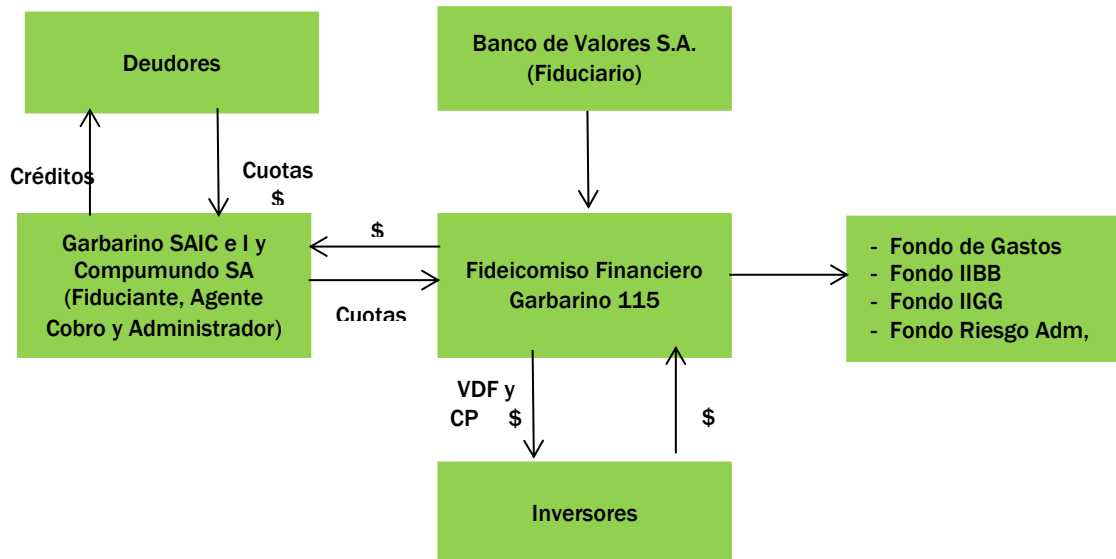 Deudores
Banco de Valores S.A.
(Fiduciario)
Créditos
Cuotas
$
Garbarino SAIC e I y
Compumundo SA
(Fiduciante, Agente
Cobro y Administrador)
$
Cuotas
Fideicomiso Financiero
Garbarino 115
- Fondo de Gastos
- Fondo IIBB
- Fondo IIGG
- Fondo Riesgo Adm,
VDF y
CP $
$
Inversores